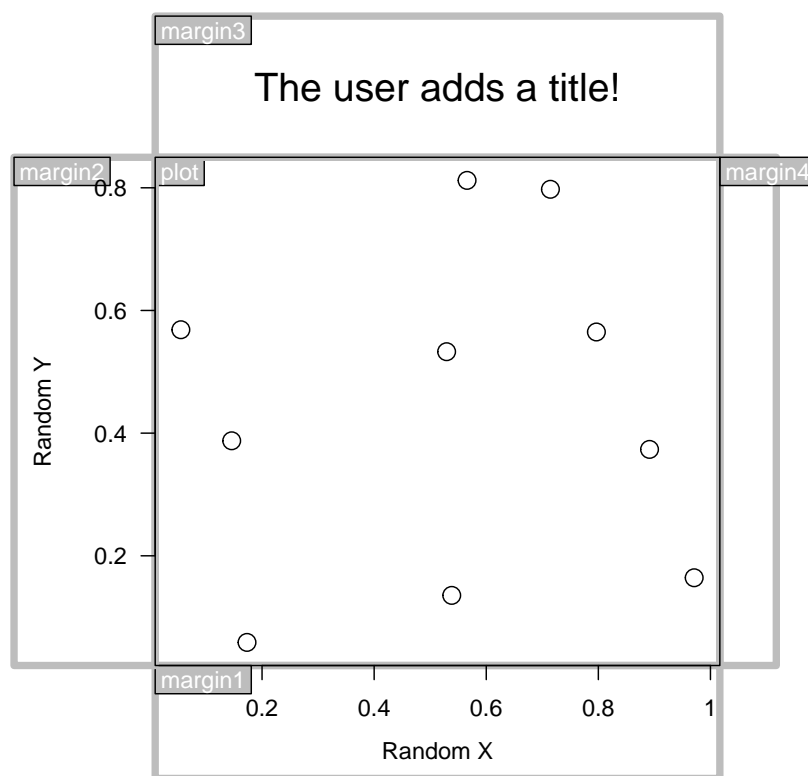 margin3
The user adds a title!
margin2
plot
margin4
0.8
0.6
0.4
0.2
Random Y
margin1
0.2 0.4 0.6 0.8 1
Random X